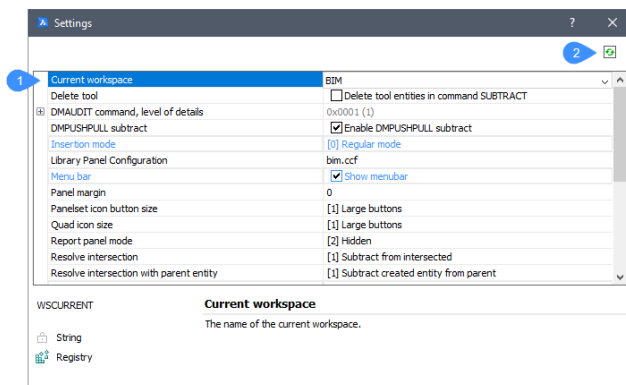 Settings
?
2
1
Current workspace BIM
Delete tool Delete tool entities in command SUBTRACT
DMAUDIT command, level of details 0x0001 (1)
DMPUSHPULL subtract Enable DMPUSHPULL subtract
Insertion mode [0] Regular mode
Library Panel Configuration bim.ccf
Menu bar Show menubar
Panel margin 0
Panelset icon button size [1] Large buttons
Quad icon size [1] Large buttons
Report panel mode [2] Hidden
Resolve intersection [1] Subtract from intersected
Resolve intersection with parent entity [1] Subtract created entity from parent
WSCURRENT Current workspace
The name of the current workspace.
String
Registry